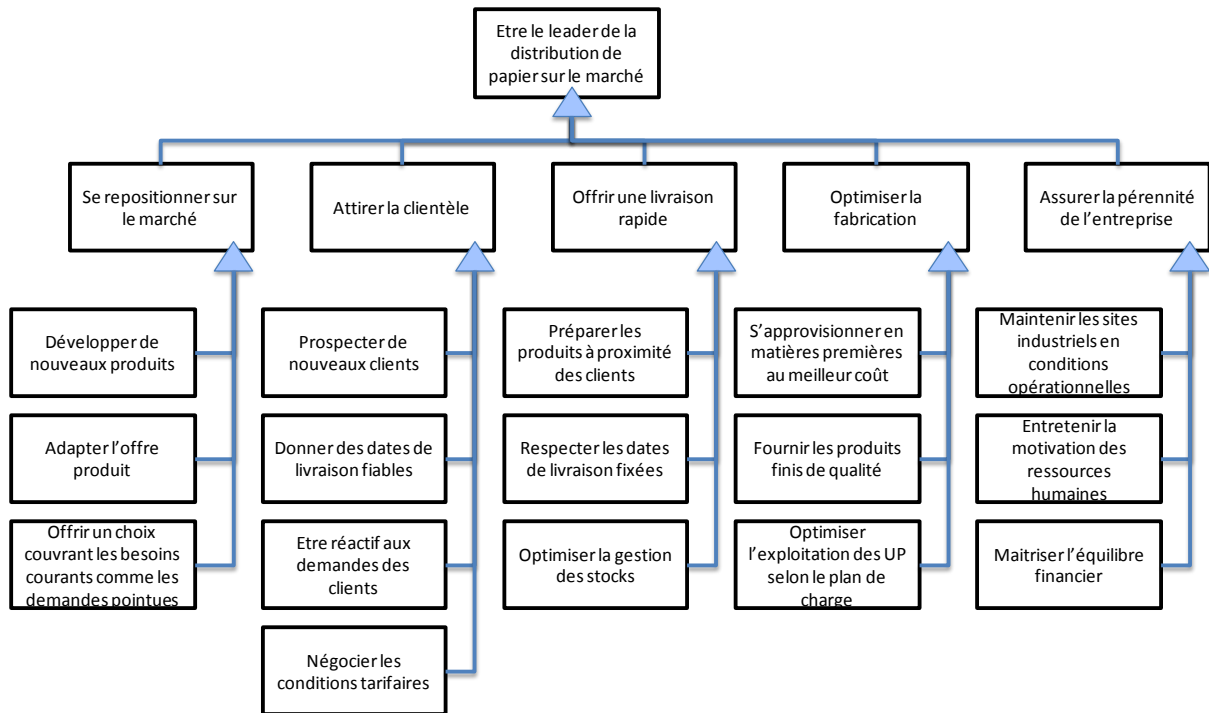 Etre le leader de la
distribution de
papier sur le marché
Se repositionner sur
le marché
Attirer la clientèle
Offrir une livraison
rapide
Optimiser la
fabrication
Assurer la pérennité
de l’entreprise
Développer de
nouveaux produits
Adapter l’offre
produit
Offrir un choix
couvrant les besoins
courants comme les
demandes pointues
Prospecter de
nouveaux clients
Donner des dates de
livraison fiables
Etre réactif aux
demandes des
clients
Négocier les
conditions tarifaires
Préparer les
produits à proximité
des clients
Respecter les dates
de livraison fixées
Optimiser la gestion
des stocks
S’approvisionner en
matières premières
au meilleur coût
Fournir les produits
finis de qualité
Optimiser
l’exploitation des UP
selon le plan de
charge
Maintenir les sites
industriels en
conditions
opérationnelles
Entretenir la
motivation des
ressources
humaines
Maitriser l’équilibre
financier